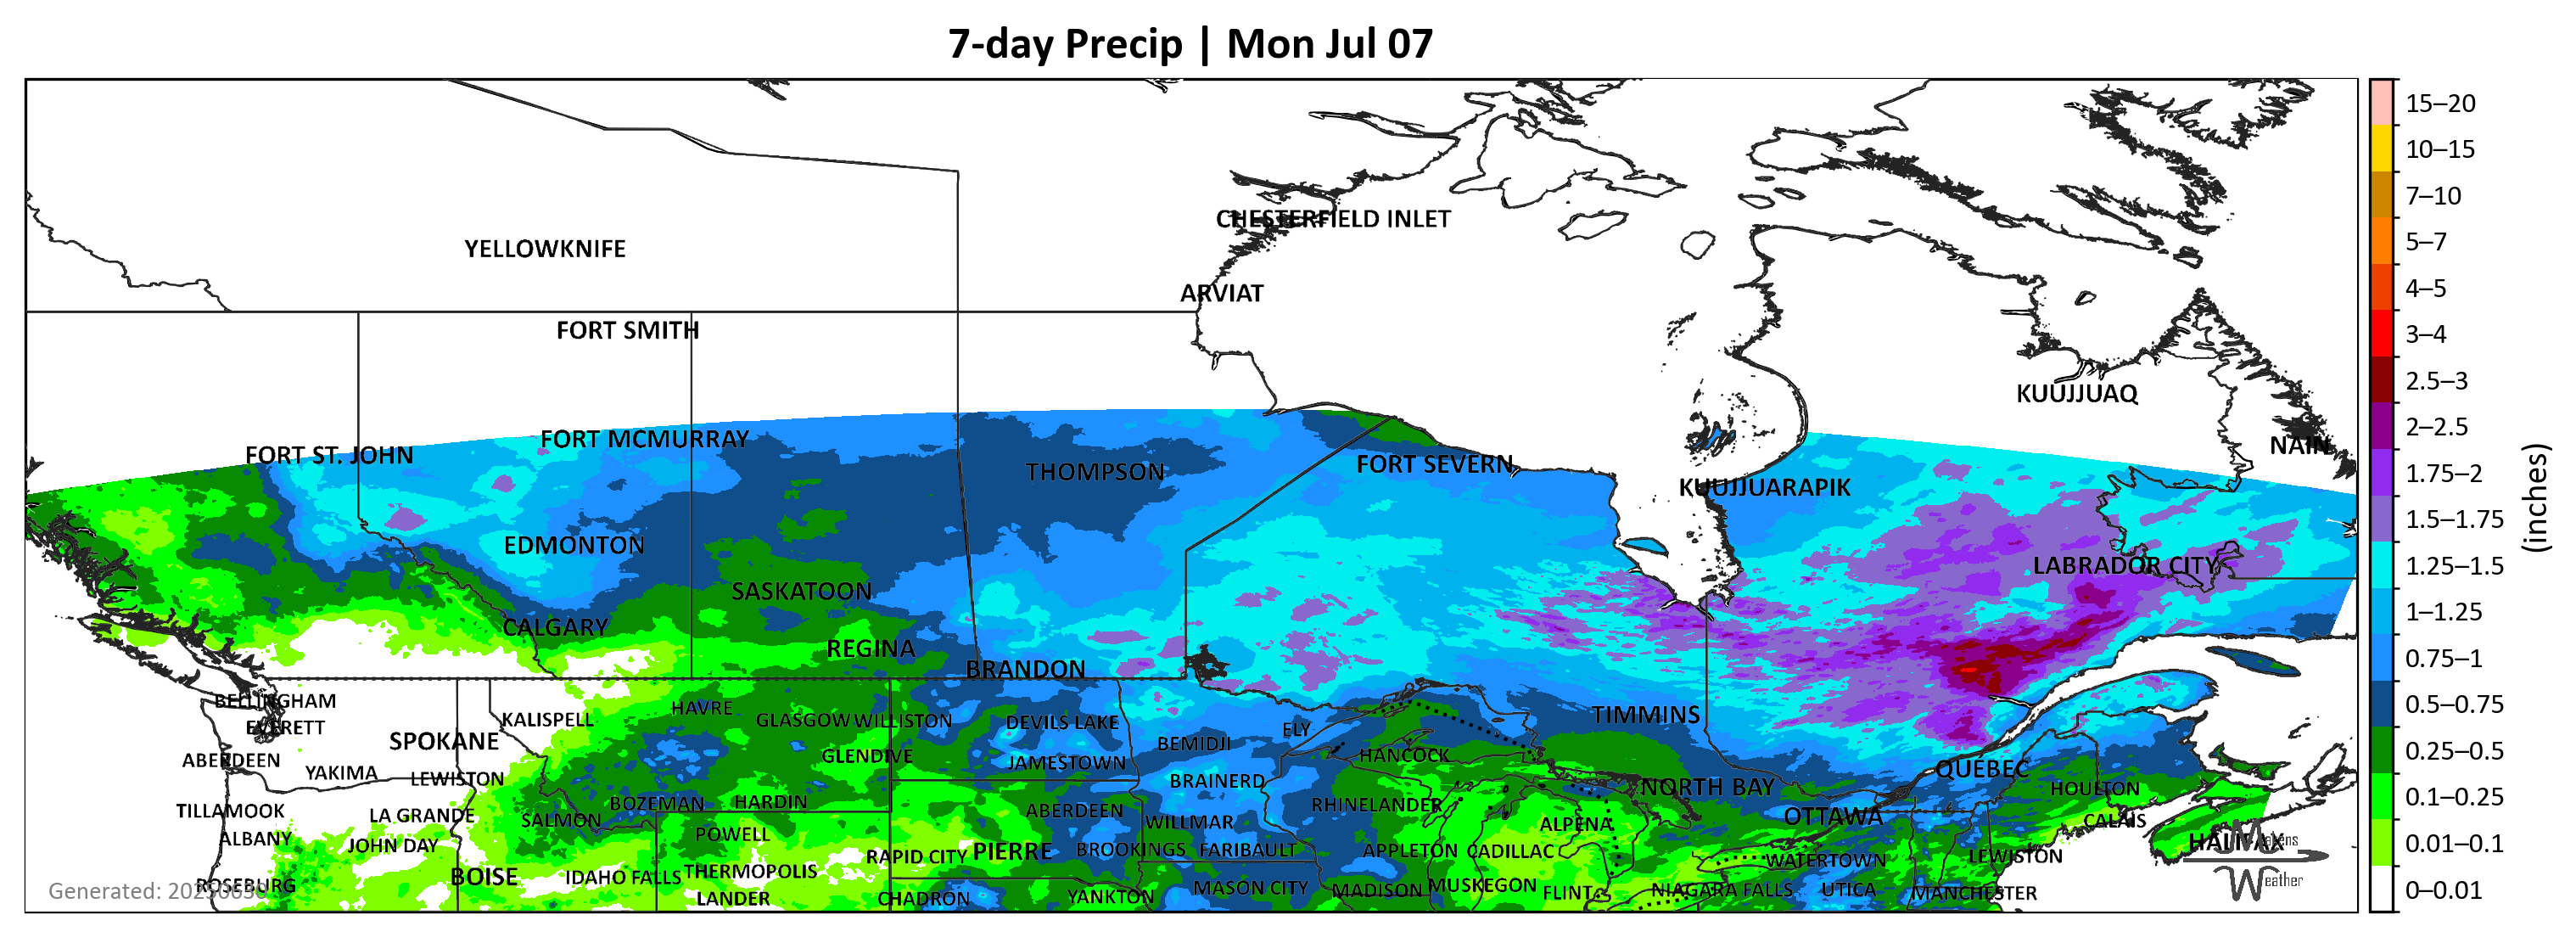 7-day Precip | Mon Jul 07
CHESTERFIELD INLET
YELLOWKNIFE
ARVIAT
FORT SMITH
KUUJJUAQ
FORT MCMURRAY
NAIN
FORT ST. JOHN
THOMPSON
FORT SEVERN
KUUJJUARAPIK
EDMONTON
LABRADOR CITY
SASKATOON
CALGARY
REGINA
BRANDON
BELLINGHAM
HAVRE
KALISPELL
GLASGOW WILLISTON
DEVILS LAKE
TIMMINS
EVERETT
ELY
SPOKANE
BEMIDJI
GLENDIVE
HANCOCK
ABERDEEN
JAMESTOWN
QUÉBEC
YAKIMA
LEWISTON
BRAINERD
NORTH BAY
HOULTON
BOZEMAN
HARDIN
RHINELANDER
TILLAMOOK
LA GRANDE
ABERDEEN
OTTAWA
SALMON
WILLMAR
ALPENA
CALAIS
ALBANY
POWELL
HALIFAX
JOHN DAY
RAPID CITY
PIERRE
BROOKINGS
FARIBAULT
APPLETON
CADILLAC
WATERTOWN
LEWISTON
BOISE
IDAHO FALLS
THERMOPOLIS
ROSEBURG
MASON CITY
MADISON
MUSKEGON
FLINT
NIAGARA FALLS
UTICA
MANCHESTER
LANDER
CHADRON
YANKTON
Weather
15–20
10–15
7–10
5–7
4–5
3–4
2.5–3
2–2.5
1.75–2
1.5–1.75
1.25–1.5
1–1.25
0.75–1
0.5–0.75
0.25–0.5
0.1–0.25
0.01–0.1
0–0.01
(inches)
Generated: